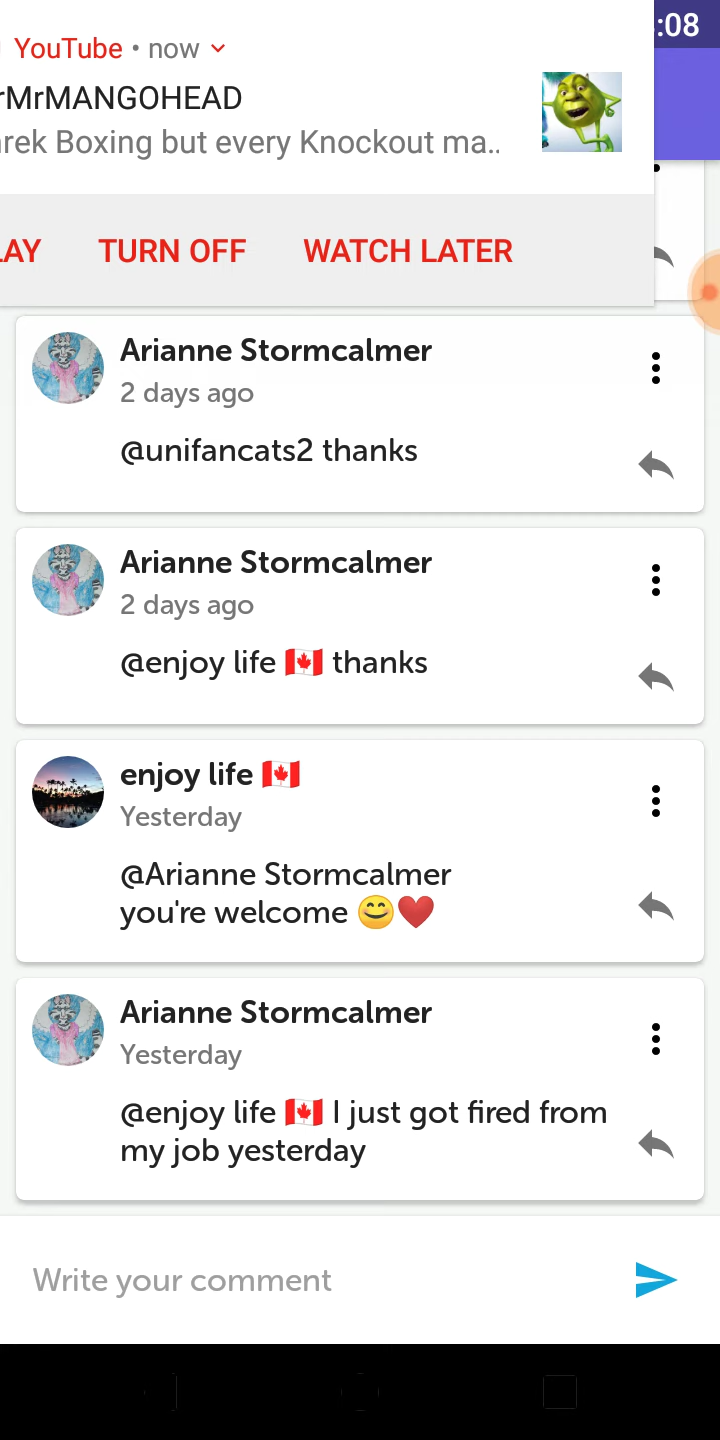 YouTube • now
:08
rMrMANGOHEAD
rek Boxing but every Knockout ma..
LAY TURN OFF WATCH LATER
Arianne Stormcalmer
2 days ago
@unifancats2 thanks
Arianne Stormcalmer
2 days ago
@enjoy life 🇨🇦 thanks
enjoy life 🇨🇦
Yesterday
@Arianne Stormcalmer
you're welcome 😊❤️
Arianne Stormcalmer
Yesterday
@enjoy life 🇨🇦 I just got fired from
my job yesterday
Write your comment